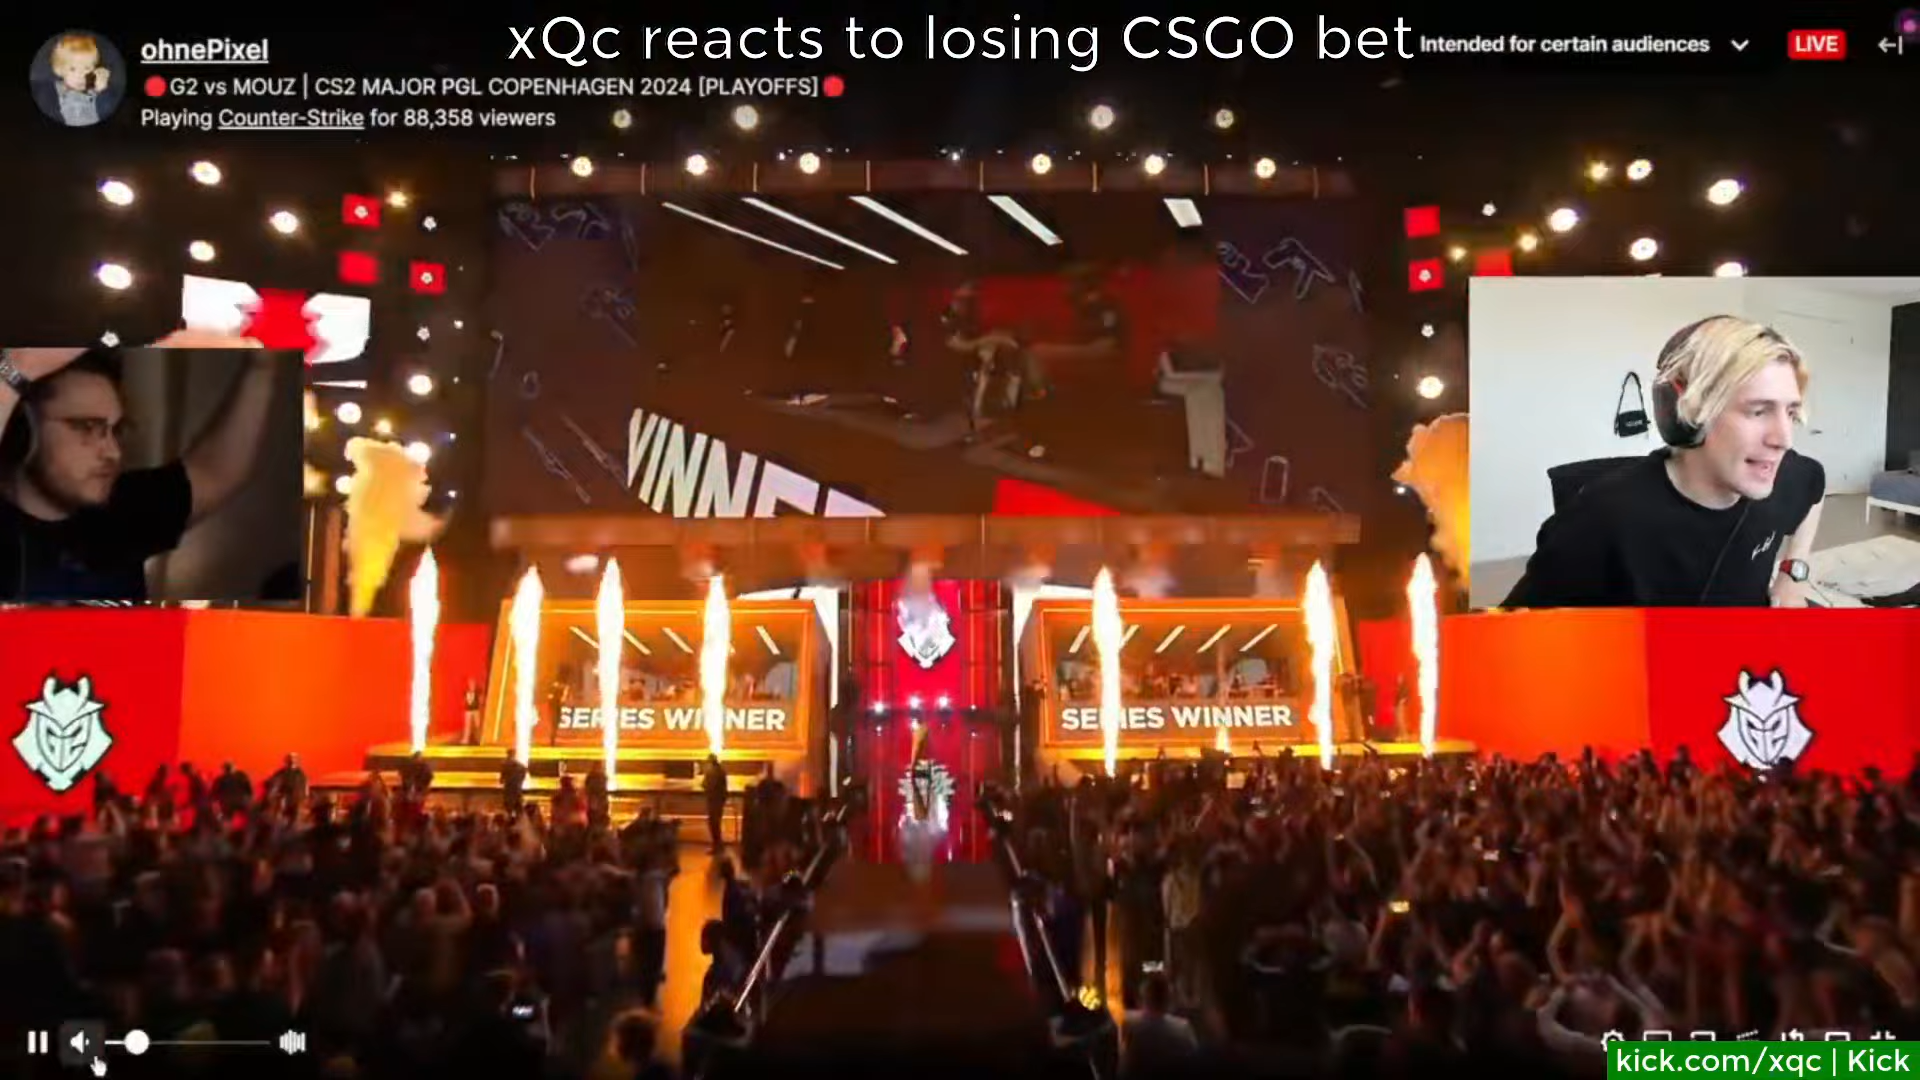 xQc reacts to losing CSGO bet
ohnePixel
Intended for certain audiences
LIVE
G2 vs MOUZ | CS2 MAJOR PGL COPENHAGEN 2024 [PLAYOFFS]
Playing Counter-Strike for 88,358 viewers
WINNER
SERIES WINNER
SERIES WINNER
kick.com/xqc | Kick